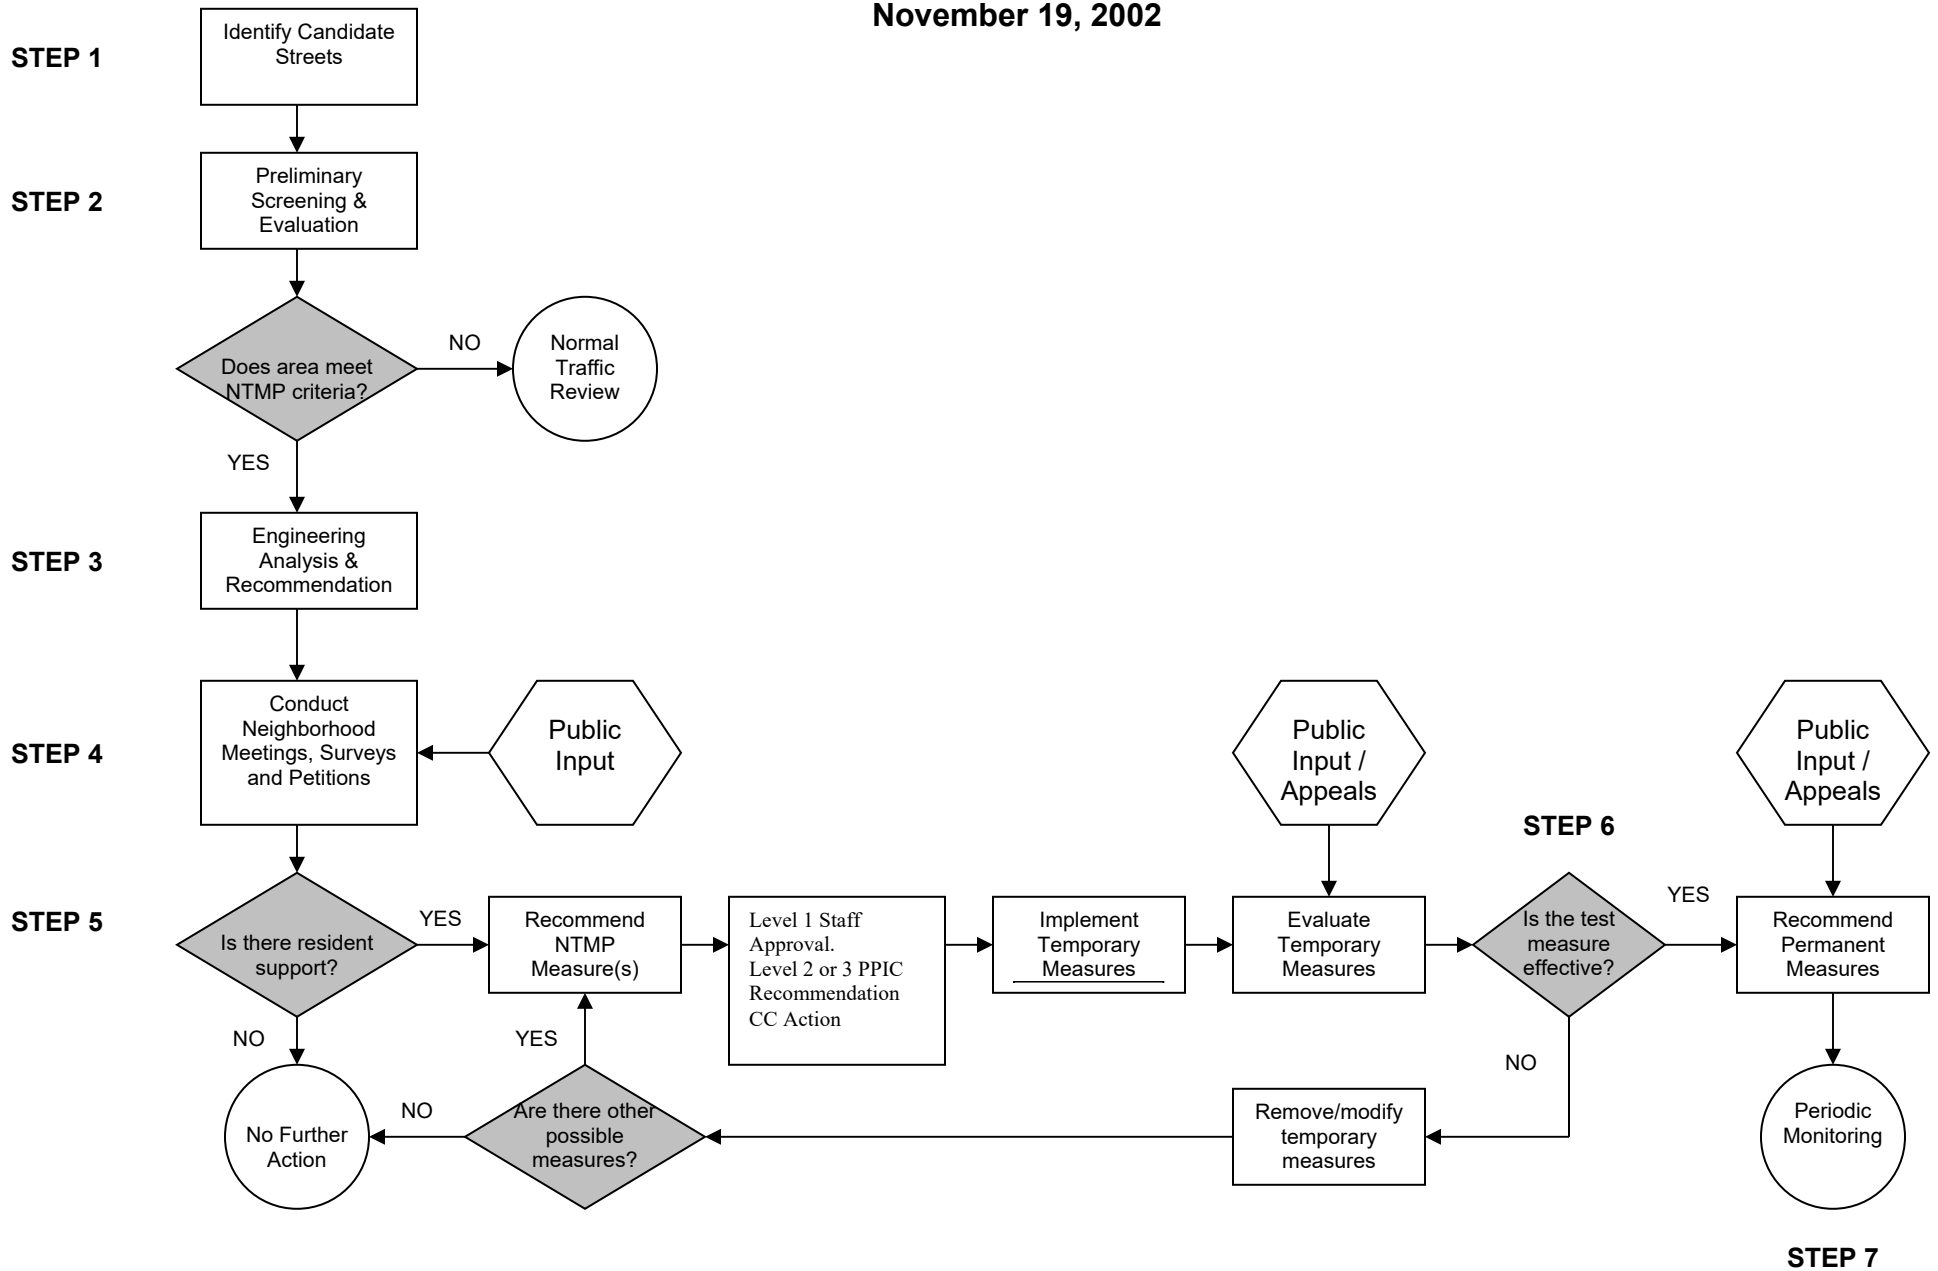 November 19, 2002
STEP 1
Identify Candidate
Streets
STEP 2
Preliminary
Screening &
Evaluation
Does area meet
NTMP criteria?
NO
Normal
Traffic
Review
YES
STEP 3
Engineering
Analysis &
Recommendation
STEP 4
Conduct
Neighborhood
Meetings, Surveys
and Petitions
Public
Input
Public
Input /
Appeals
Public
Input /
Appeals
STEP 5
Is there resident
support?
YES
Recommend
NTMP
Measure(s)
Level 1 Staff
Approval.
Level 2 or 3 PPIC
Recommendation
CC Action
Implement
Temporary
Measures
Evaluate
Temporary
Measures
STEP 6
Is the test
measure
effective?
YES
Recommend
Permanent
Measures
NO
YES
NO
No Further
Action
NO
Are there other
possible
measures?
Remove/modify
temporary
measures
Periodic
Monitoring
STEP 7